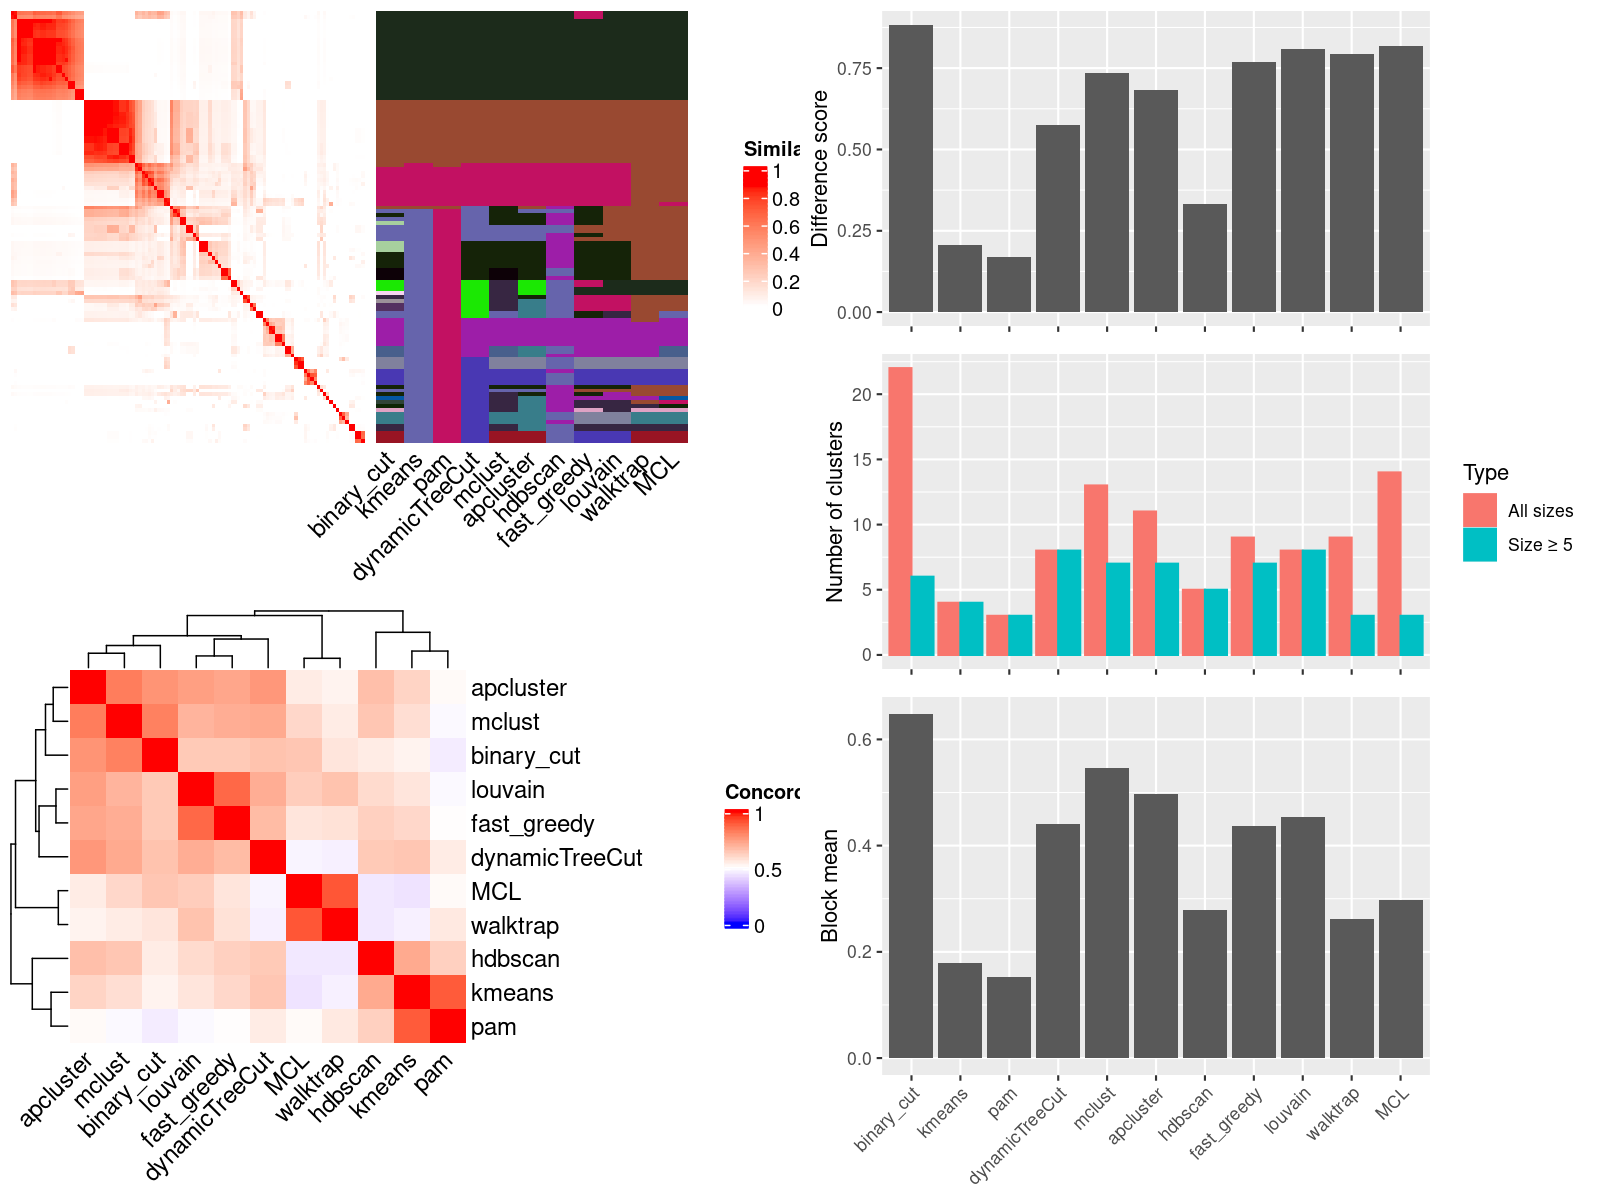 Simila
1
0.8
0.6
0.4
0.2
0
binary_cut
kmeans
pam
dynamicTreeCut
mclust
apcluster
hdbscan
fast_greedy
louvain
walktrap
MCL
Difference score
0.75
0.50
0.25
0.00
Number of clusters
20
15
10
5
0
Type
All sizes
Size ≥ 5
Block mean
0.6
0.4
0.2
0.0
binary_cut
kmeans
pam
dynamicTreeCut
mclust
apcluster
hdbscan
fast_greedy
louvain
walktrap
MCL
apcluster
mclust
binary_cut
louvain
fast_greedy
dynamicTreeCut
MCL
walktrap
hdbscan
kmeans
pam
apcluster
mclust
binary_cut
louvain
fast_greedy
dynamicTreeCut
MCL
walktrap
hdbscan
kmeans
pam
Concord
1
0.5
0